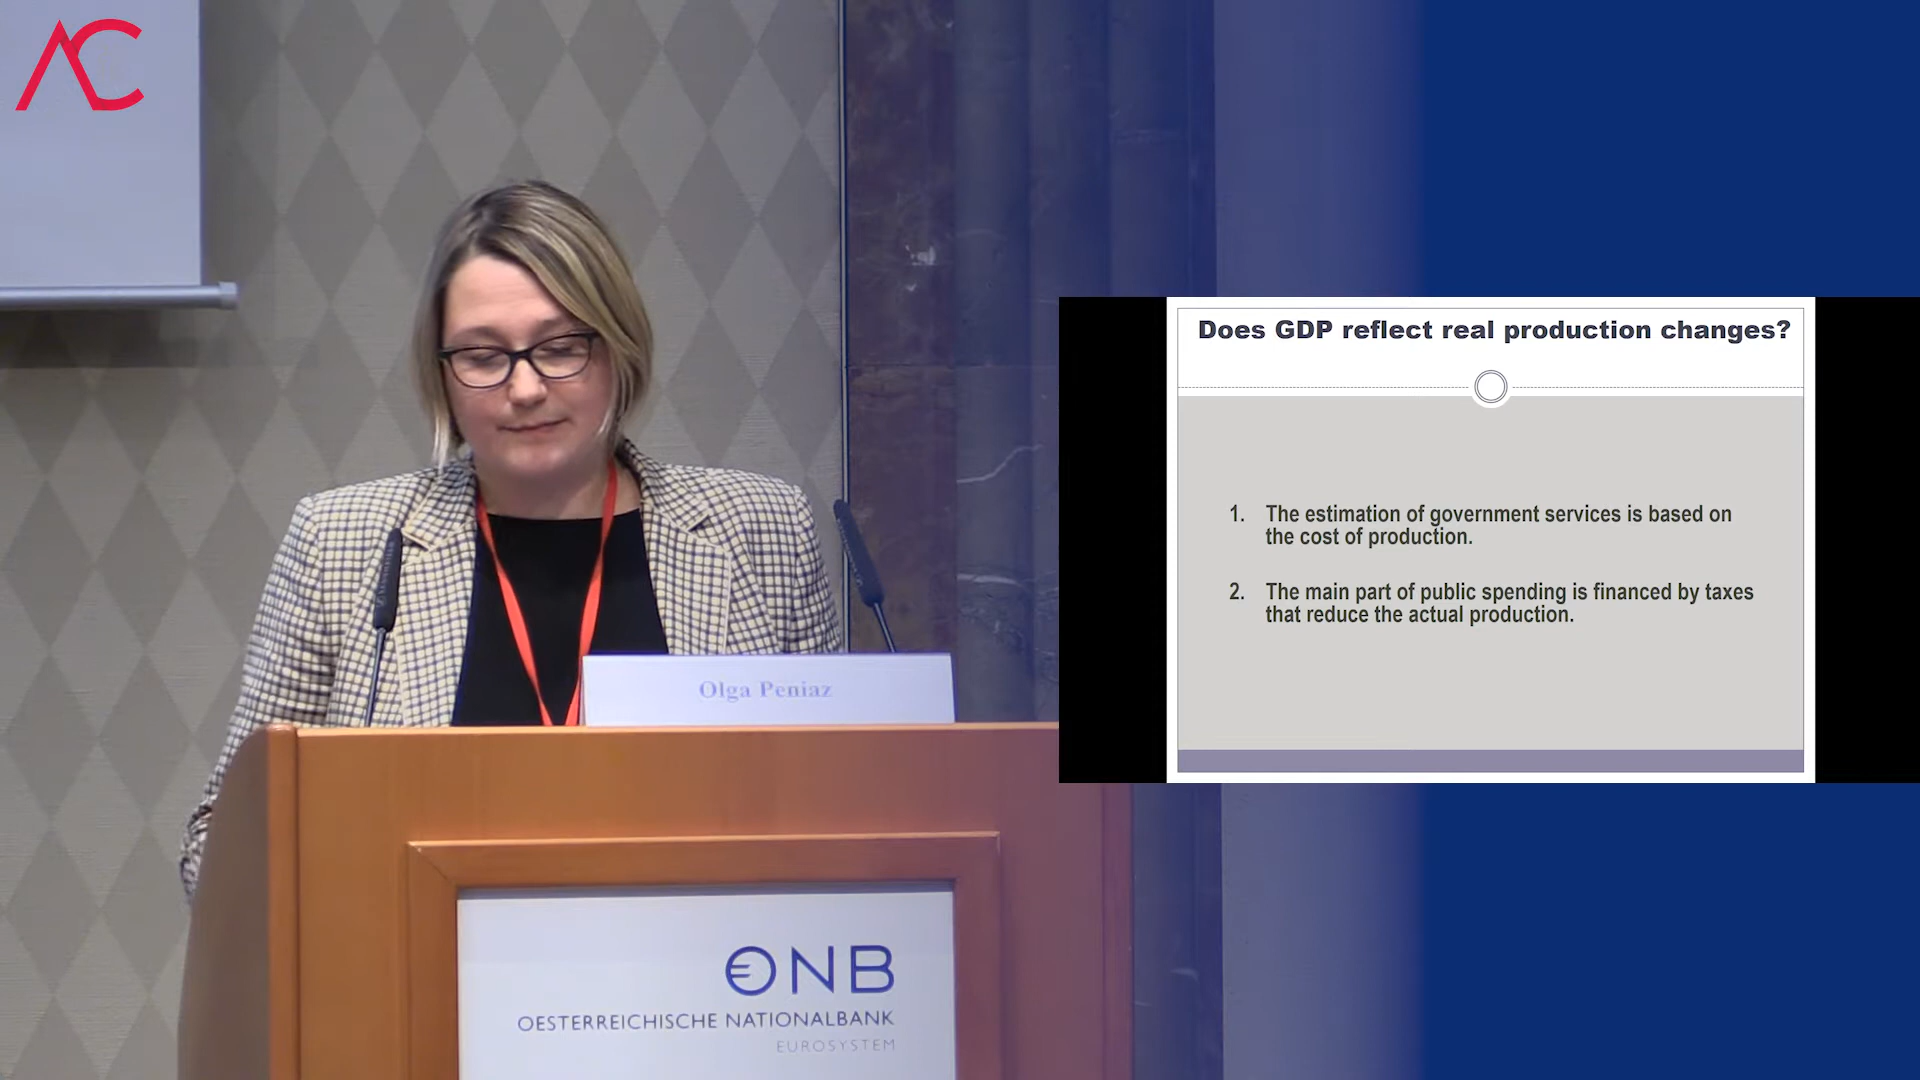 AC
Does GDP reflect real production changes?
1. The estimation of government services is based on
the cost of production.
2. The main part of public spending is financed by taxes
that reduce the actual production.
Olga Peniaz
ONB
OESTERREICHISCHE NATIONALBANK
EUROSYSTEM